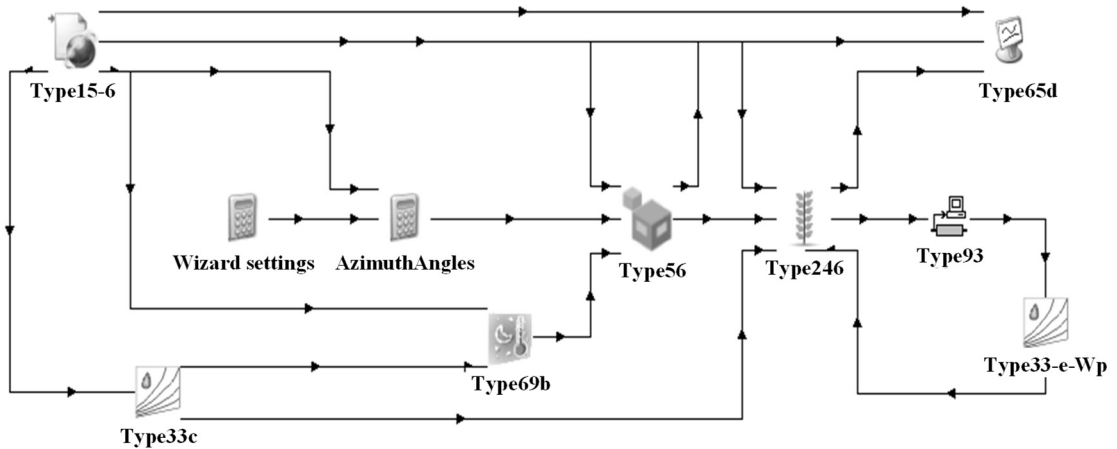 Type15-6
Type65d
Wizard settings
AzimuthAngles
Type56
Type246
Type93
Type33-e-Wp
Type69b
Type33c